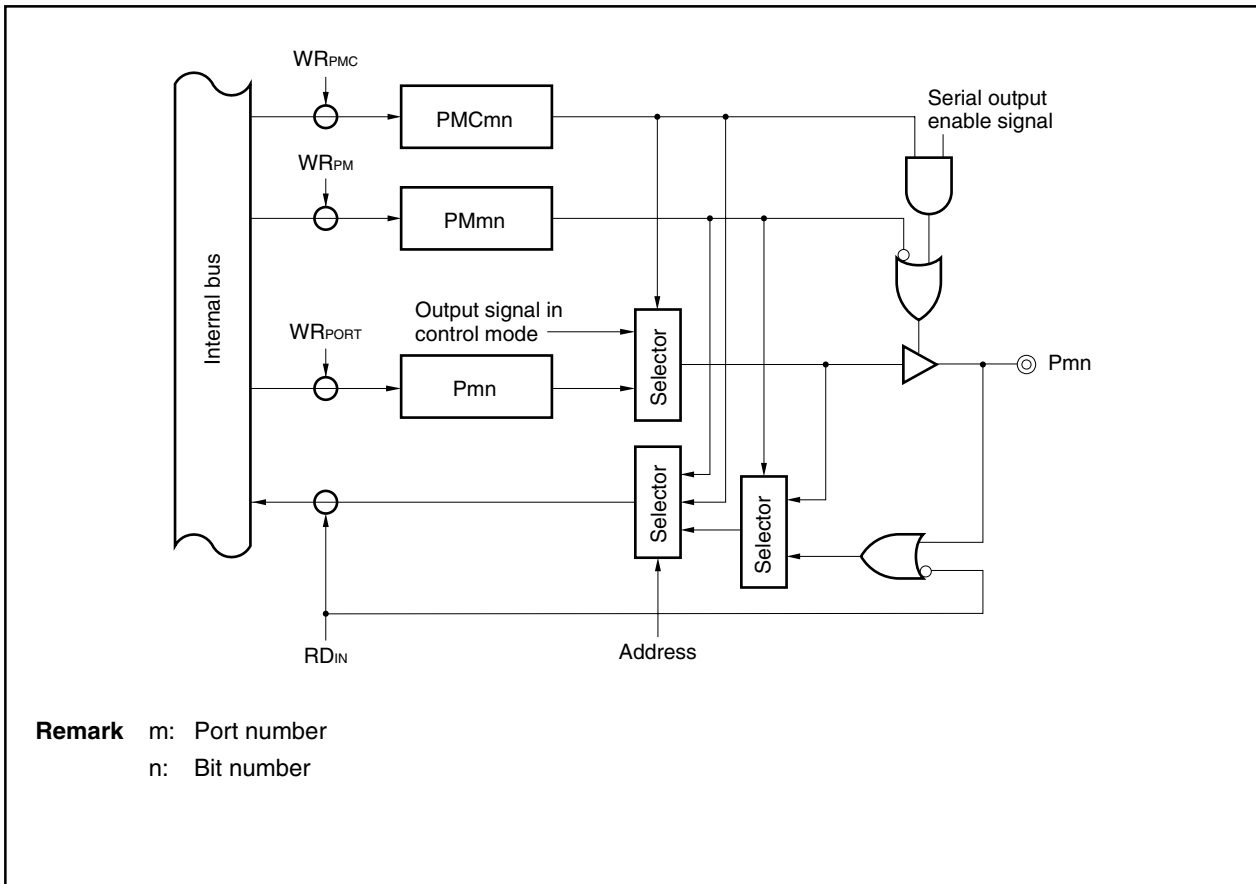 WRPMC
PMCmn
Serial output
enable signal
WRPM
PMmn
Internal bus
Output signal in
control mode
WRPORT
Pmn
Selector
Pmn
Selector
Selector
RDIN
Address
Remark m: Port number
n: Bit number